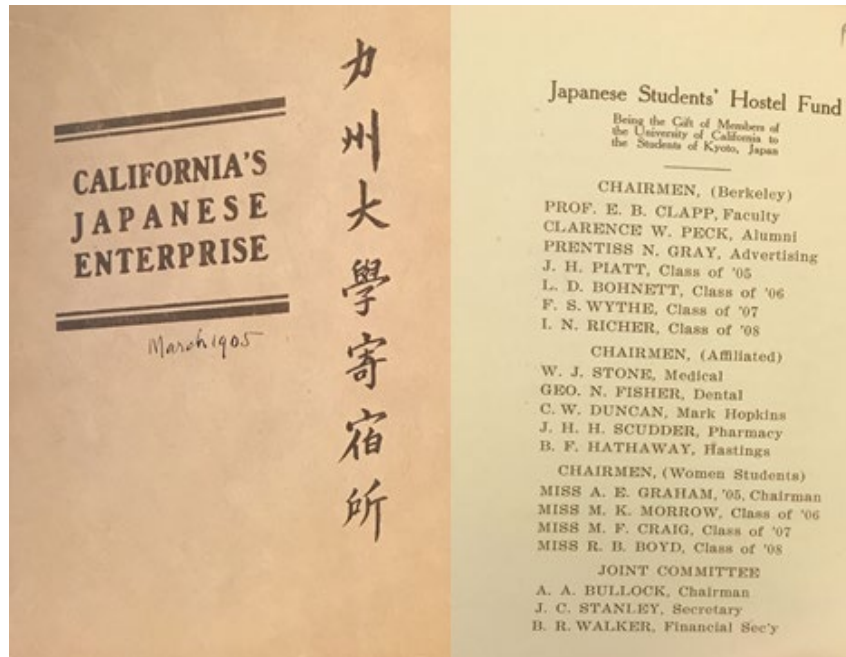 CALIFORNIA'S
JAPANESE
ENTERPRISE
March 1905
力州大學寄宿所
Japanese Students' Hostel Fund
Being the Gift of Members of
the University of California to
the Students of Kyoto, Japan
CHAIRMEN, (Berkeley)
PROF. E. B. CLAPP, Faculty
CLARENCE W. PECK, Alumni
PRENTISS N. GRAY, Advertising
J. H. PIATT, Class of '05
L. D. BOHNETT, Class of '06
F. S. WYTHE, Class of '07
I. N. RICHER, Class of '08
CHAIRMEN, (Affiliated)
W. J. STONE, Medical
GEO. N. FISHER, Dental
C. W. DUNCAN, Mark Hopkins
J. H. H. SCUDDER, Pharmacy
B. F. HATHAWAY, Hastings
CHAIRMEN, (Women Students)
MISS A. E. GRAHAM, '05, Chairman
MISS M. K. MORROW, Class of '06
MISS M. F. CRAIG, Class of '07
MISS R. B. BOYD, Class of '08
JOINT COMMITTEE
A. A. BULLOCK, Chairman
J. C. STANLEY, Secretary
B. R. WALKER, Financial Sec'y